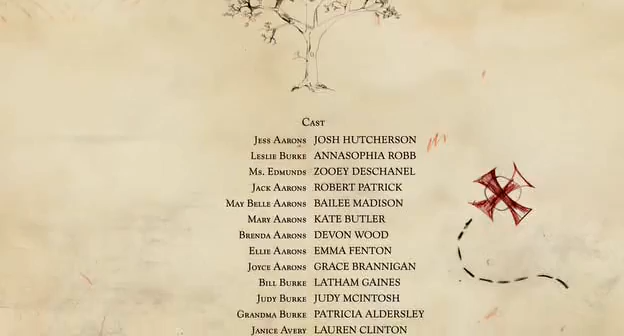 Cast
Jess Aarons JOSH HUTCHERSON
Leslie Burke ANNASOPHIA ROBB
Ms. Edmunds ZOOEY DESCHANEL
Jack Aarons ROBERT PATRICK
May Belle Aarons BAILEE MADISON
Mary Aarons KATE BUTLER
Brenda Aarons DEVON WOOD
Ellie Aarons EMMA FENTON
Joyce Aarons GRACE BRANNIGAN
Bill Burke LATHAM GAINES
Judy Burke JUDY MCINTOSH
Grandma Burke PATRICIA ALDERSLEY
Janice Avery LAUREN CLINTON